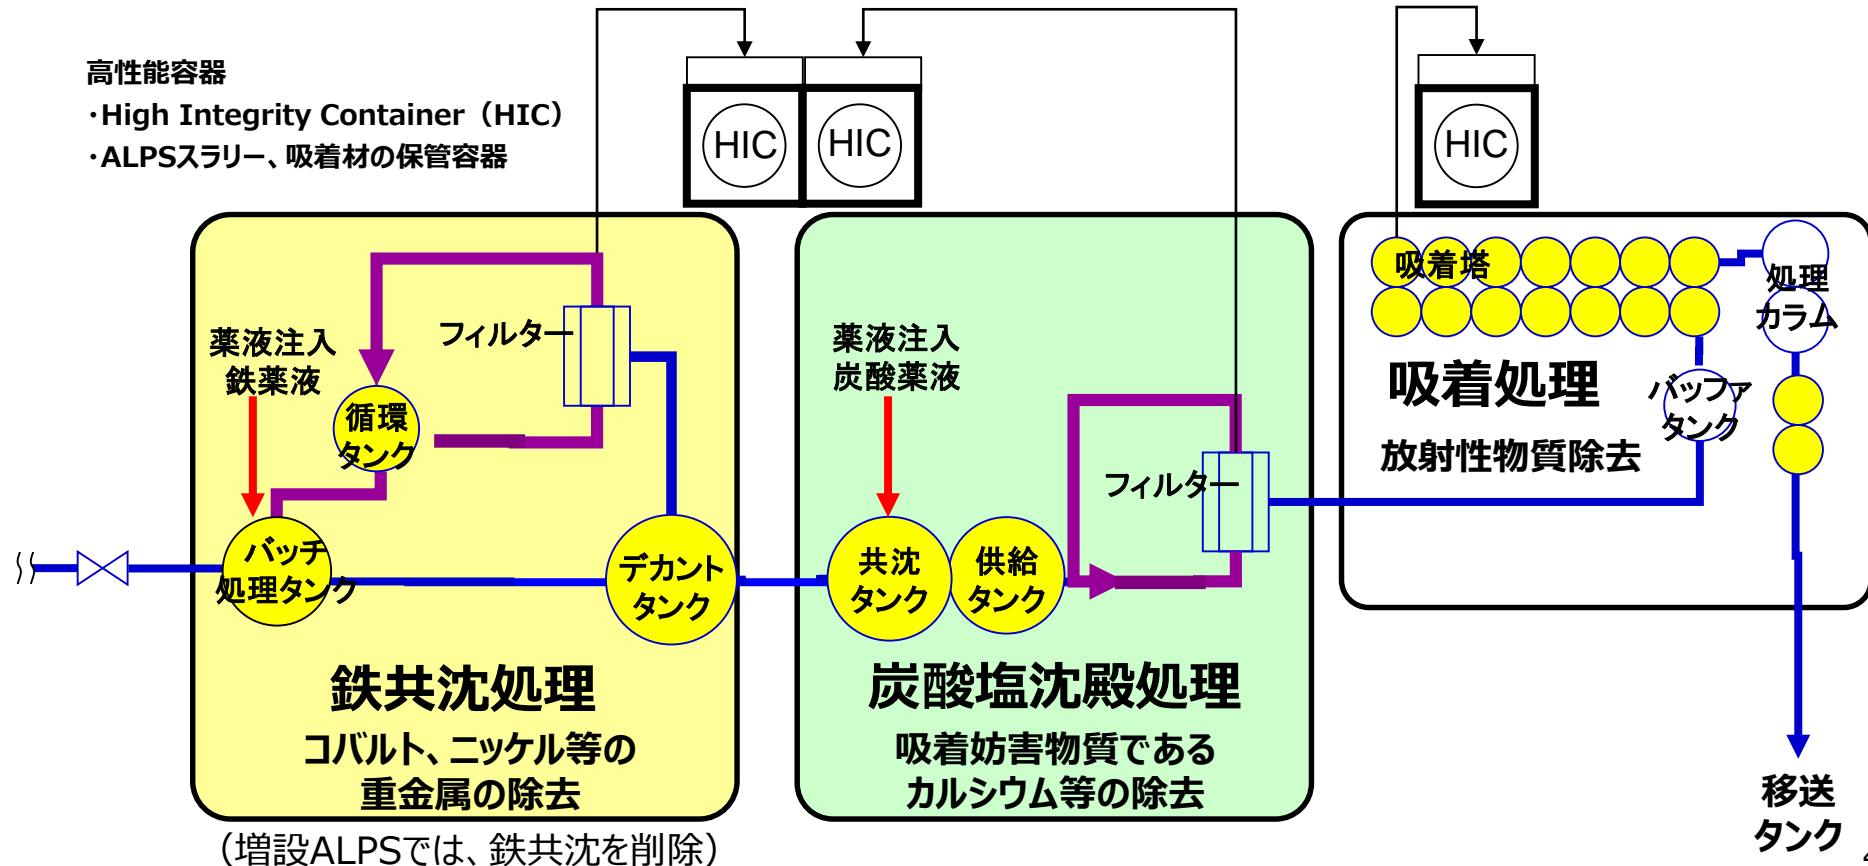 高性能容器
・High Integrity Container（HIC）
・ALPSスラリー、吸着材の保管容器
HIC
HIC
HIC
薬液注入
鉄薬液
フィルター
循環
タンク
バッチ
処理タンク
デカント
タンク
鉄共沈処理
コバルト、ニッケル等の
重金属の除去
（増設ALPSでは、鉄共沈を削除）
薬液注入
炭酸薬液
フィルター
共沈
タンク
供給
タンク
炭酸塩沈殿処理
吸着妨害物質である
カルシウム等の除去
吸着塔
処理
カラム
吸着処理
バッファ
タンク
放射性物質除去
移送
タンク